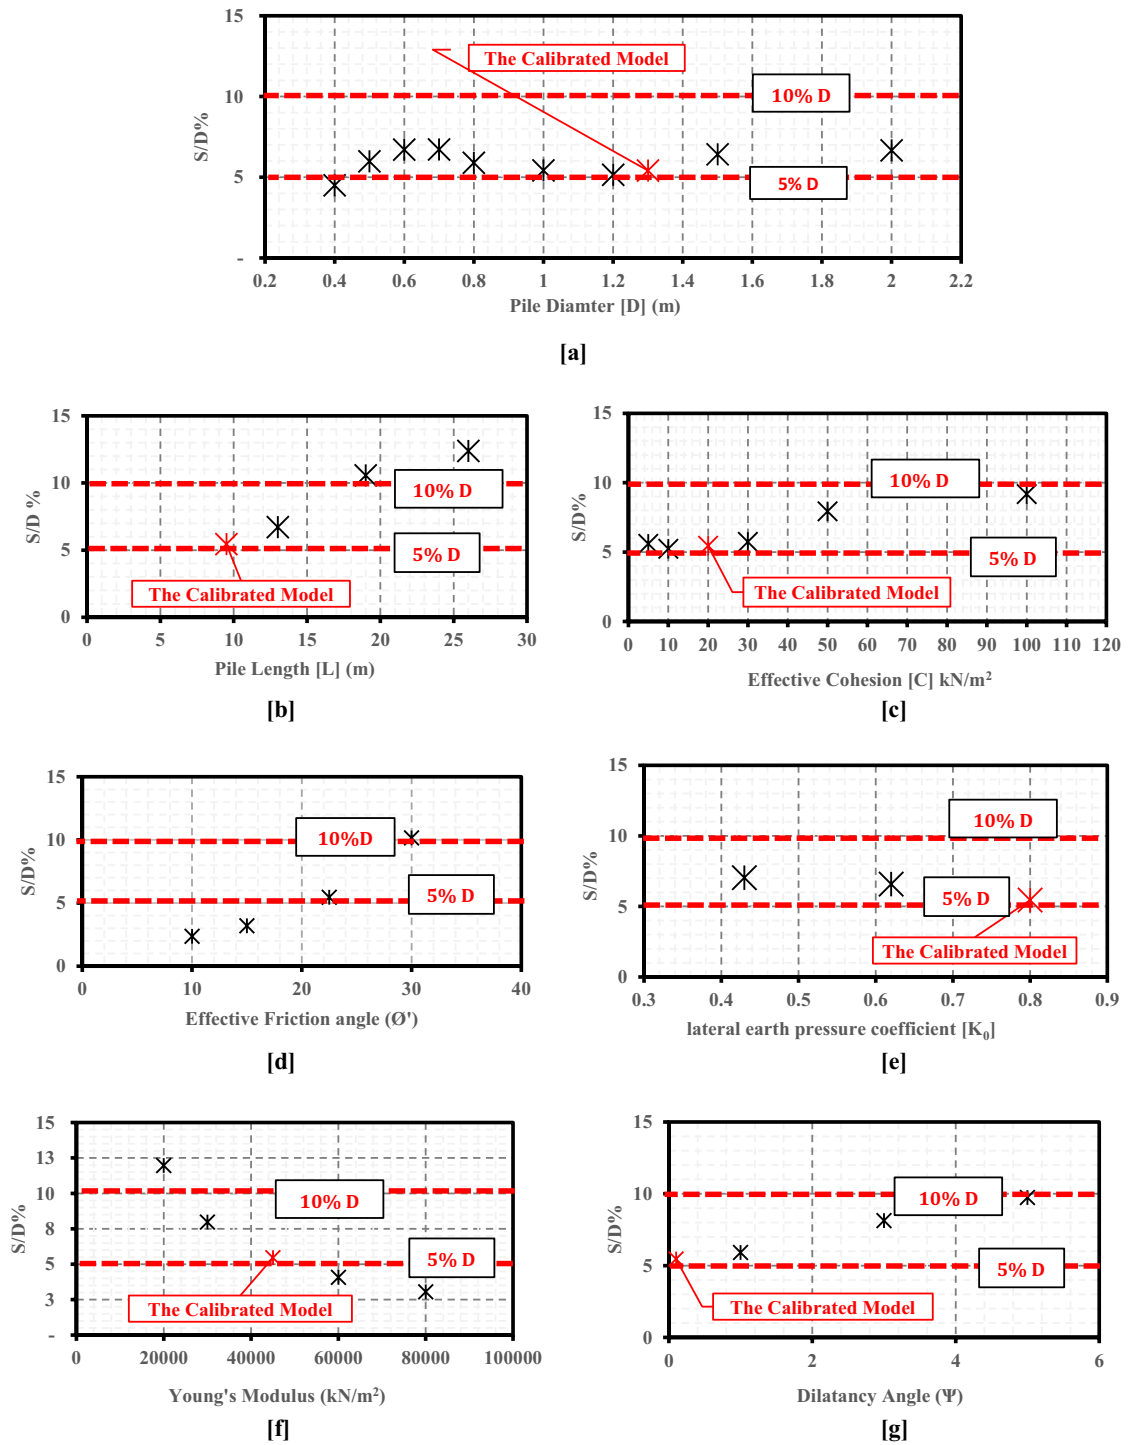 15
The Calibrated Model
10% D
10
S/D%
5% D
5
-
0.2 0.4 0.6 0.8 1 1.2 1.4 1.6 1.8 2 2.2
Pile Diamter [D] (m)
[a]
15
10
10% D
S/D %
5
5% D
The Calibrated Model
0
0 5 10 15 20 25 30
Pile Length [L] (m)
[b]
15
10% D
10
S/D%
5
5% D
The Calibrated Model
0
0 10 20 30 40 50 60 70 80 90 100 110 120
Effective Cohesion [C] kN/m²
[c]
15
10
10%D
S/D%
5
5% D
0
0 10 20 30 40
Effective Friction angle (Ø')
[d]
15
10% D
10
S/D%
5% D
5
The Calibrated Model
0
0.3 0.4 0.5 0.6 0.7 0.8 0.9
lateral earth pressure coefficient [K₀]
[e]
15
13
10
10% D
S/D%
8
5% D
5
The Calibrated Model
3
-
0 20000 40000 60000 80000 100000
Young's Modulus (kN/m²)
[f]
15
10
10% D
S/D%
5
5% D
The Calibrated Model
0
0 2 4 6
Dilatancy Angle (Ψ)
[g]